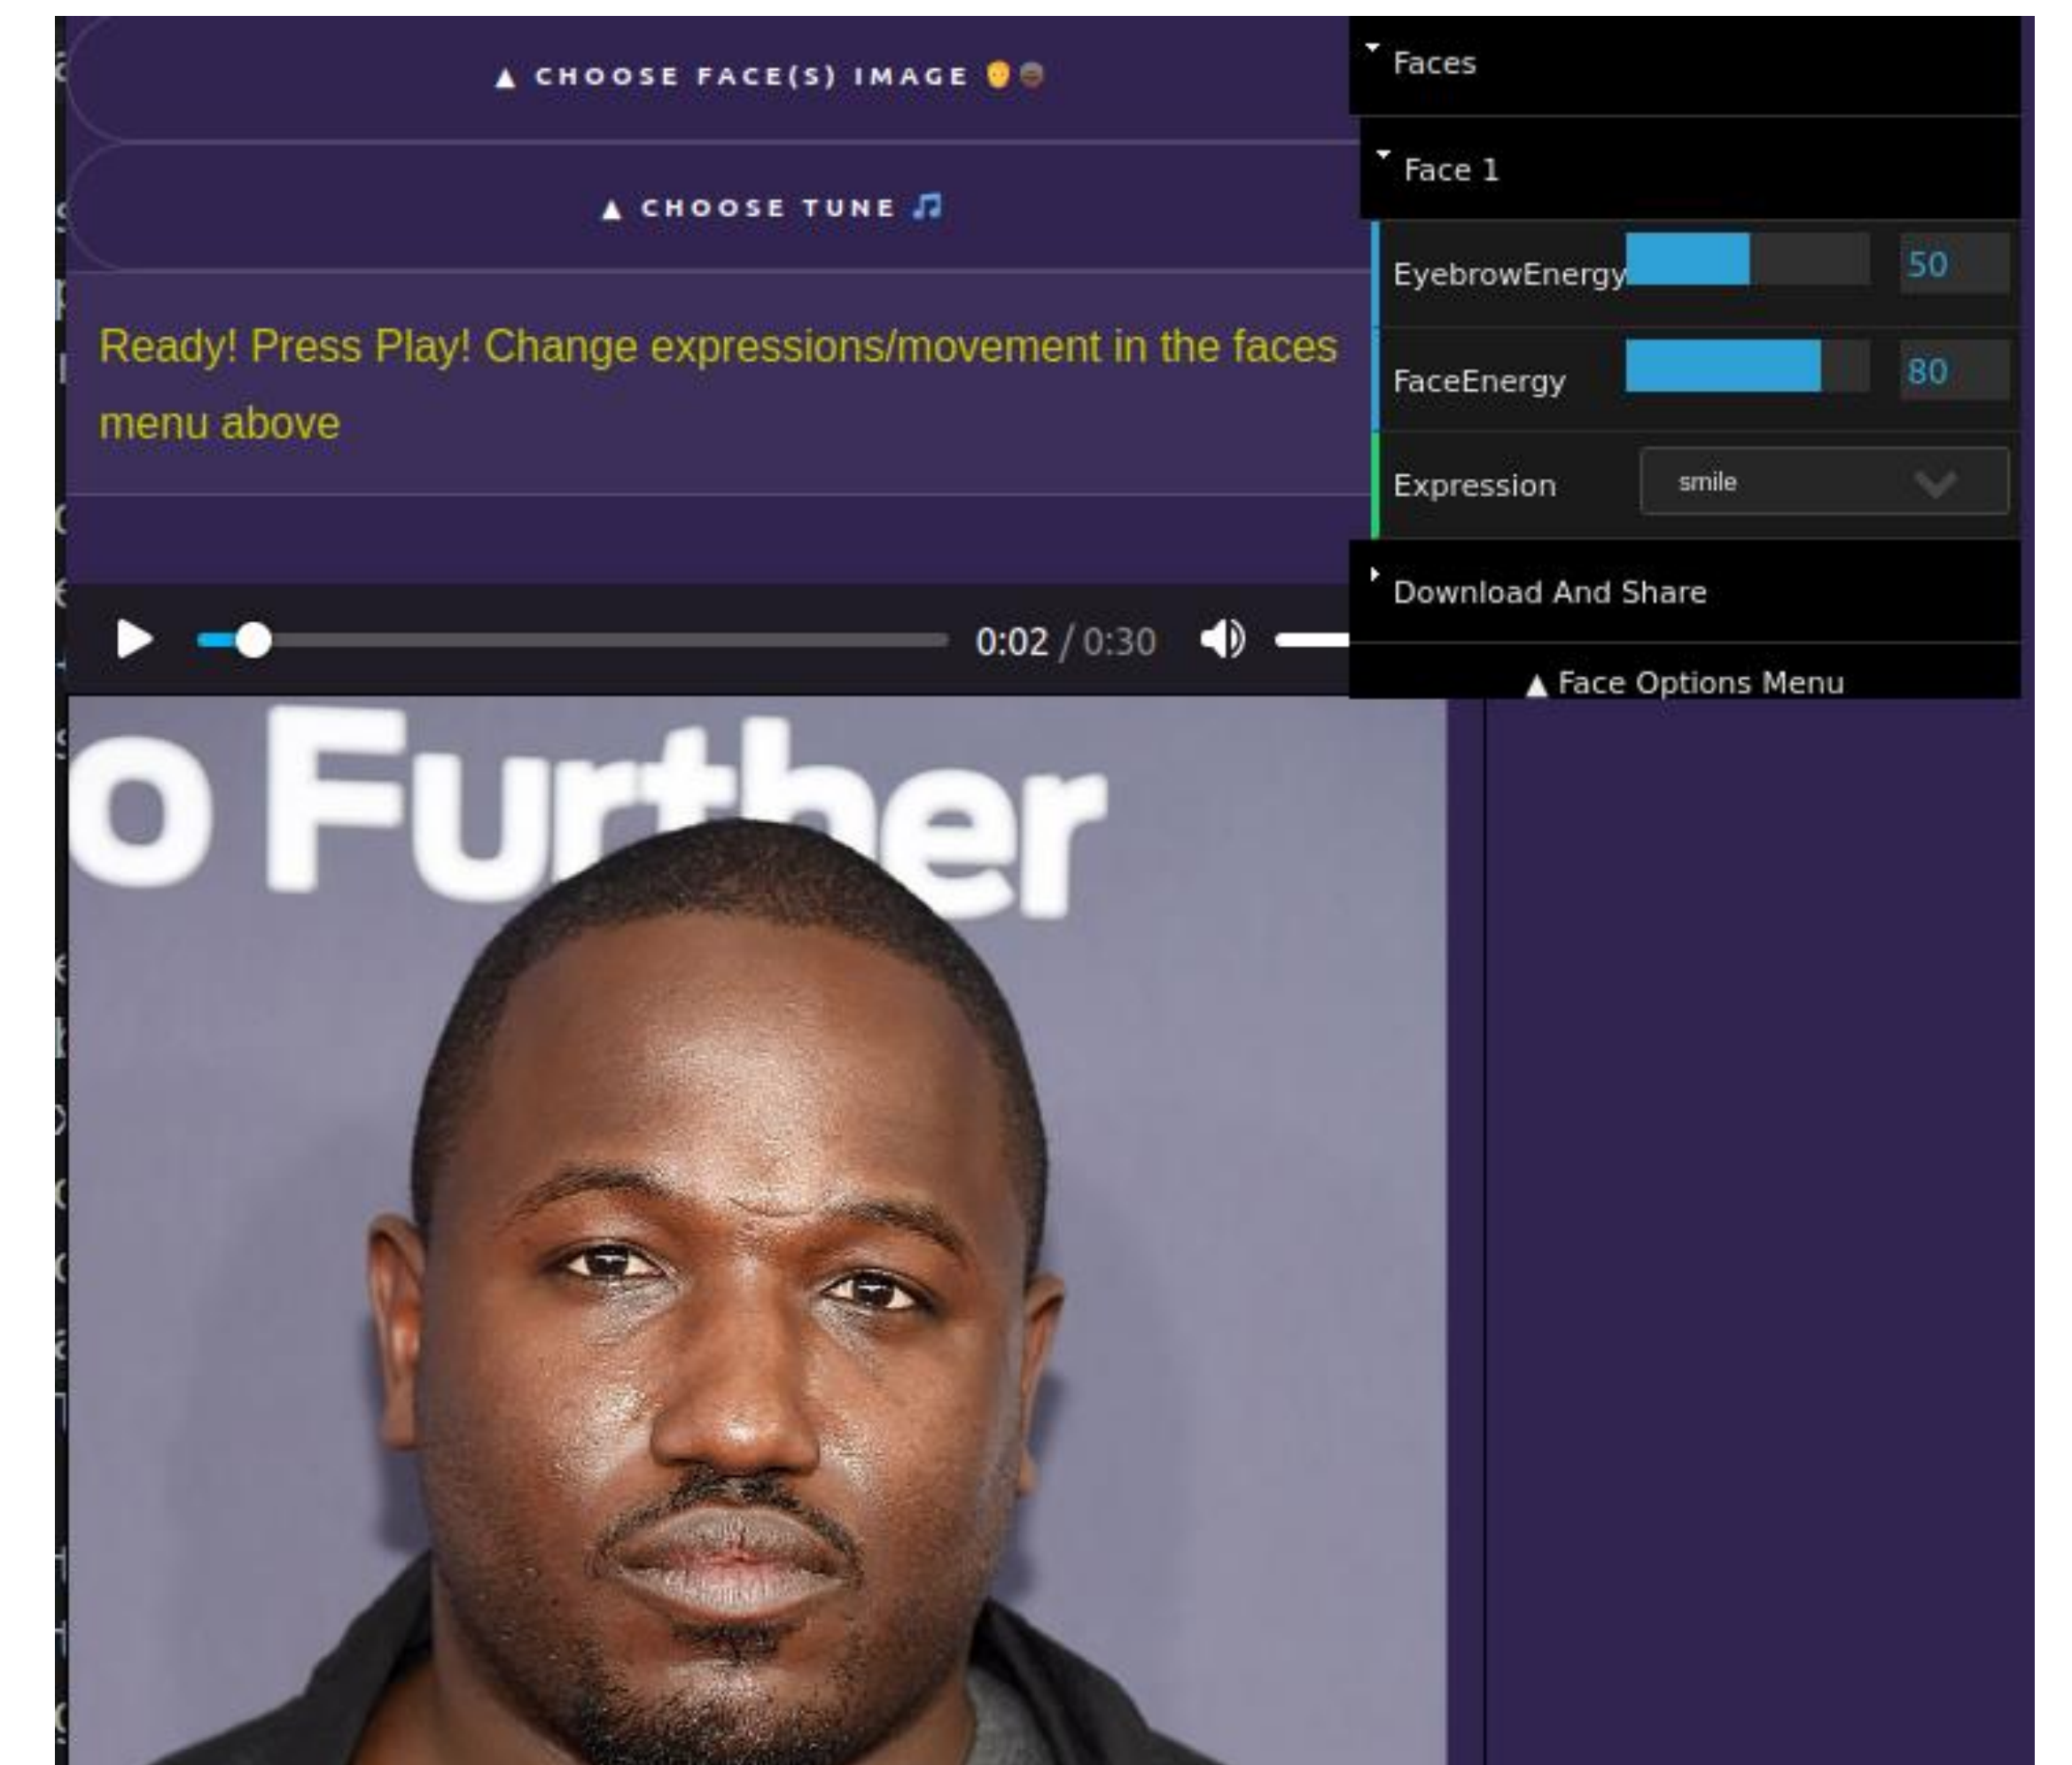 ▲ CHOOSE FACE(S) IMAGE
▲ CHOOSE TUNE
Ready! Press Play! Change expressions/movement in the faces
menu above
0:02 / 0:30
Faces
Face 1
EyebrowEnergy 50
FaceEnergy 80
Expression smile
Download And Share
▲ Face Options Menu
o Further